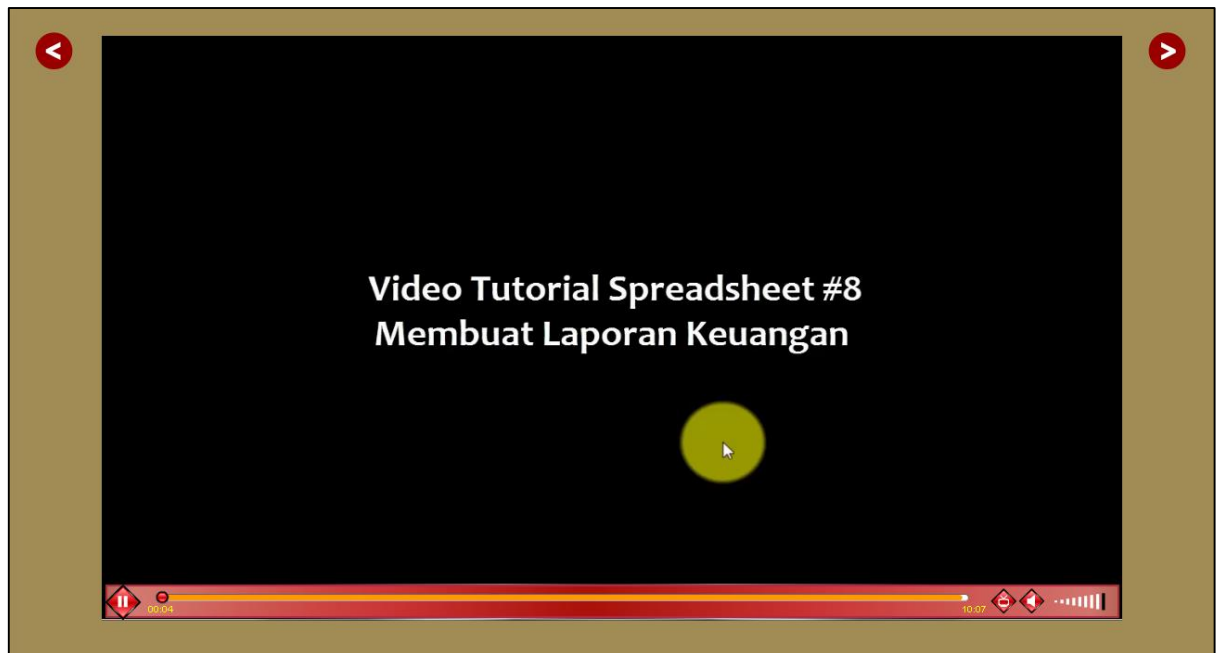 <
>
Video Tutorial Spreadsheet #8
Membuat Laporan Keuangan
00:04
10:07